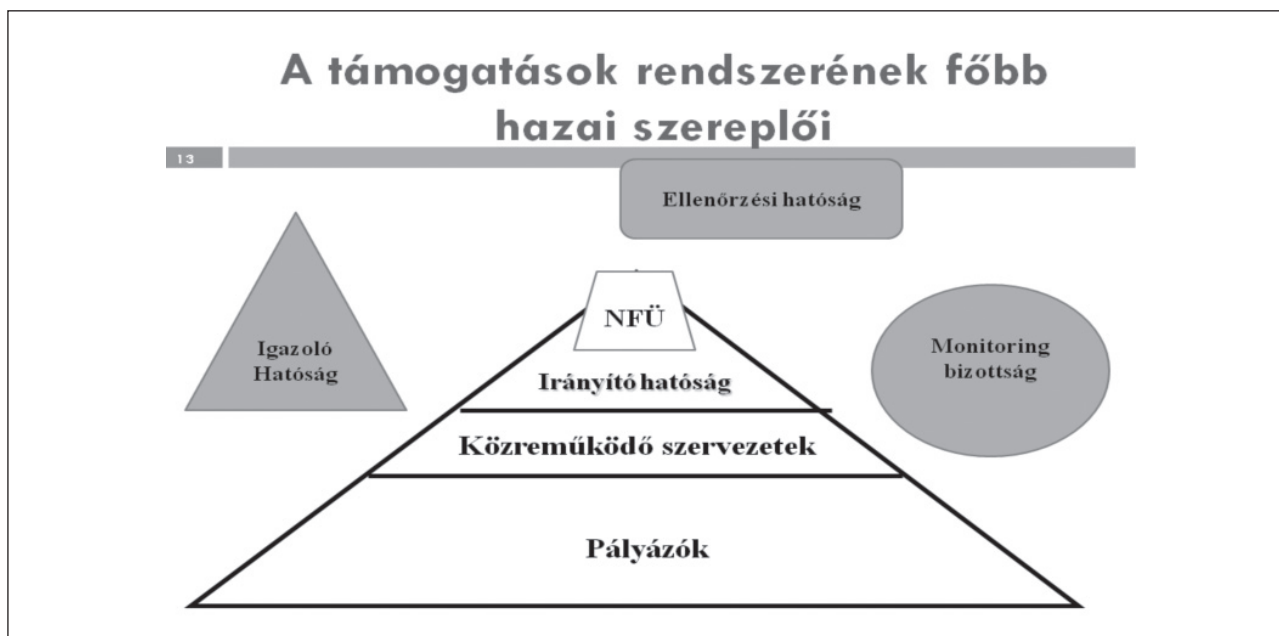 A támogatások rendszerének főbb
hazai szereplői
13
Ellenőrzési hatóság
NFÜ
Igazoló
Hatóság
Monitoring
bizottság
Irányító hatóság
Közreműködő szervezetek
Pályázók